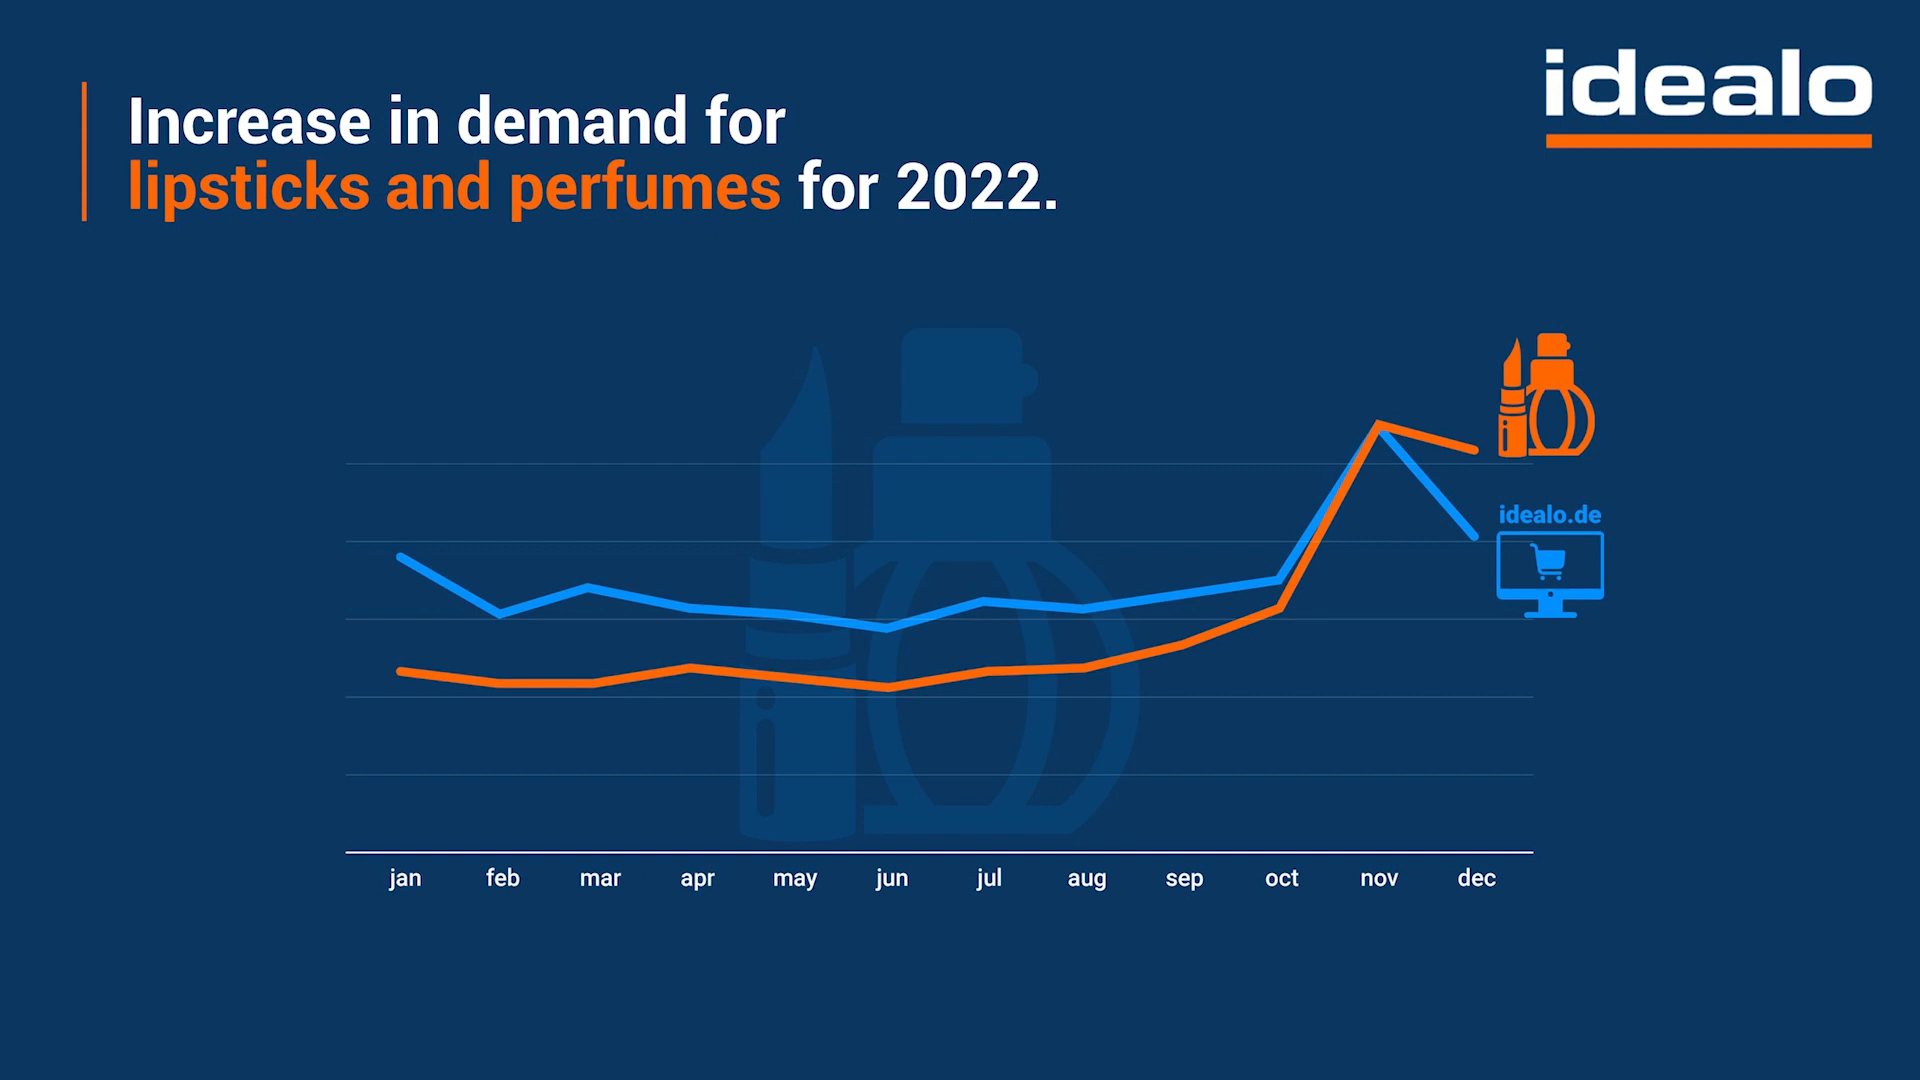 idealo
Increase in demand for
lipsticks and perfumes for 2022.
idealo.de
jan feb mar apr may jun jul aug sep oct nov dec